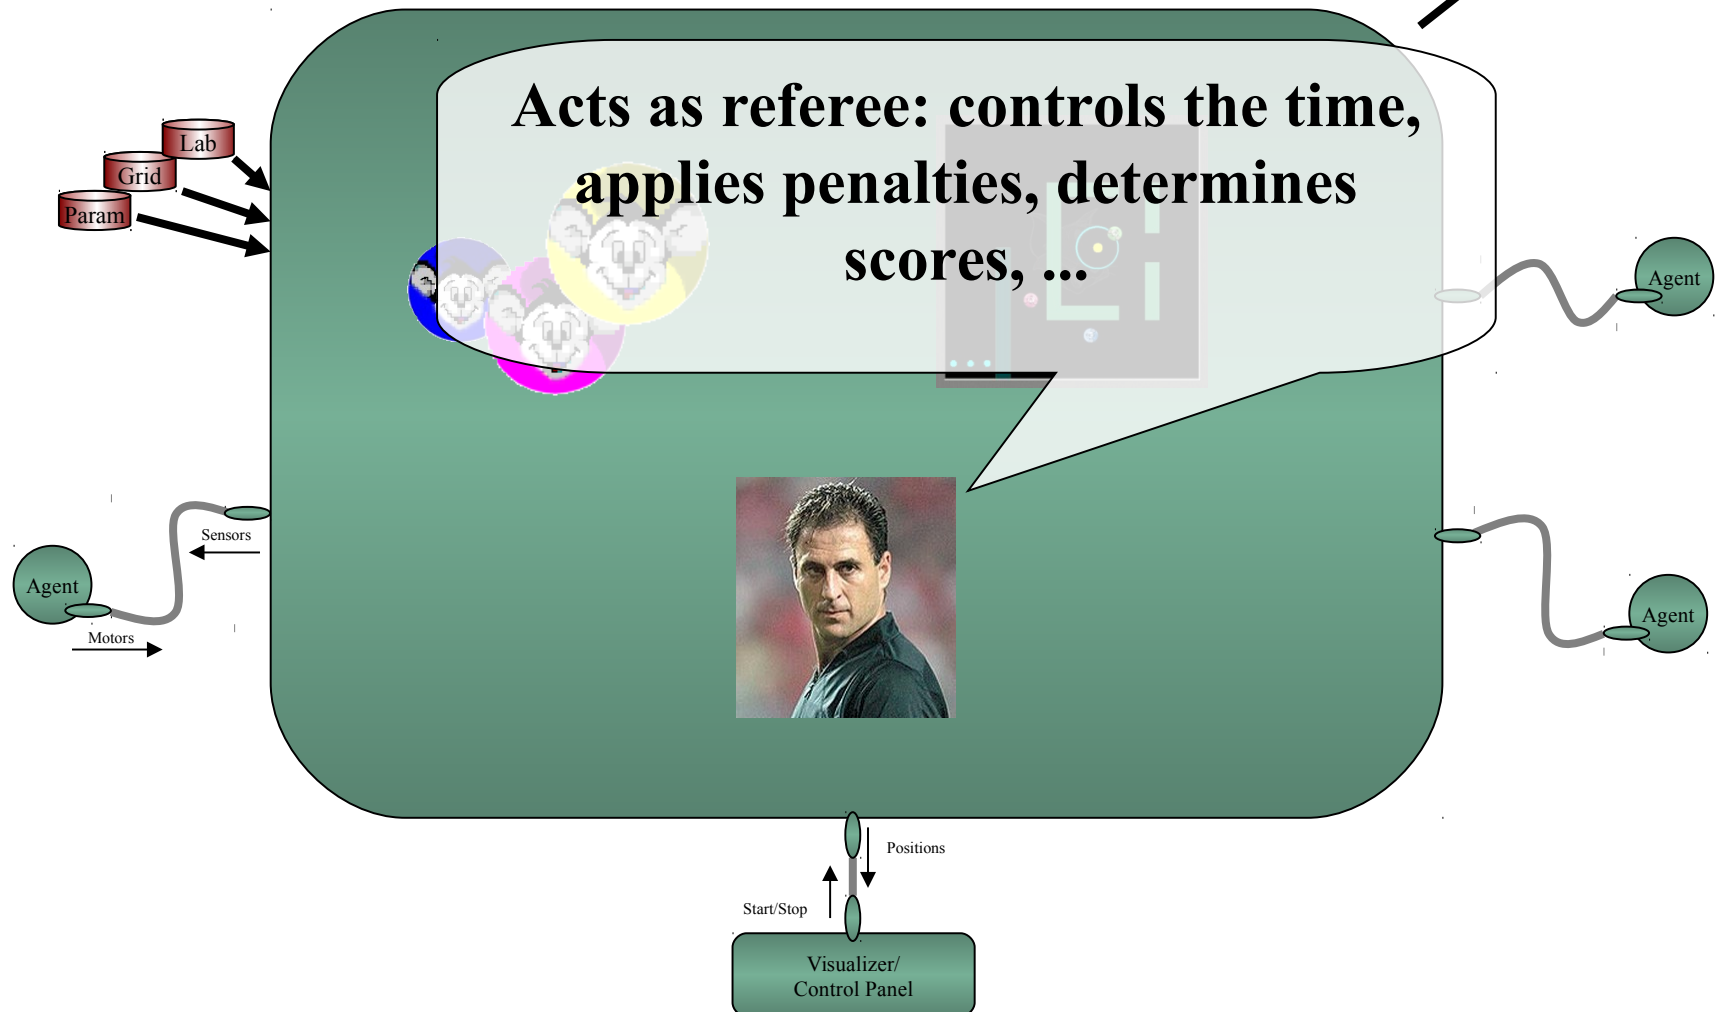 Acts as referee: controls the time,
applies penalties, determines
scores, ...
Lab
Grid
Param
Agent
Sensors
Agent
Motors
Agent
Positions
Start/Stop
Visualizer/
Control Panel